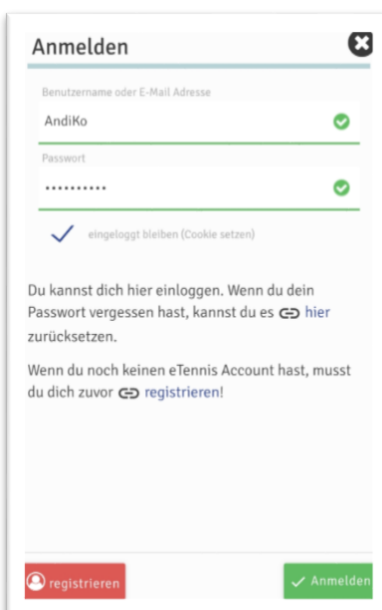 Anmelden
Benutzername oder E-Mail Adresse
AndiKo
Passwort
••••••••••
eingeloggt bleiben (Cookie setzen)
Du kannst dich hier einloggen. Wenn du dein
Passwort vergessen hast, kannst du es hier
zurücksetzen.
Wenn du noch keinen eTennis Account hast, musst
du dich zuvor registrieren!
registrieren
Anmelden